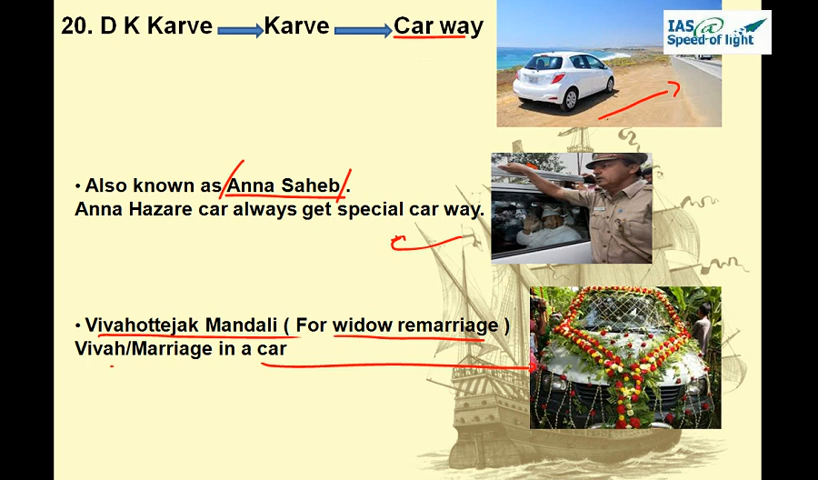 20. D K Karve Karve Car way
IAS@
Speed of light
• Also known as Anna Saheb .
Anna Hazare car always get special car way.
• Vivahottejak Mandali ( For widow remarriage )
Vivah/Marriage in a car